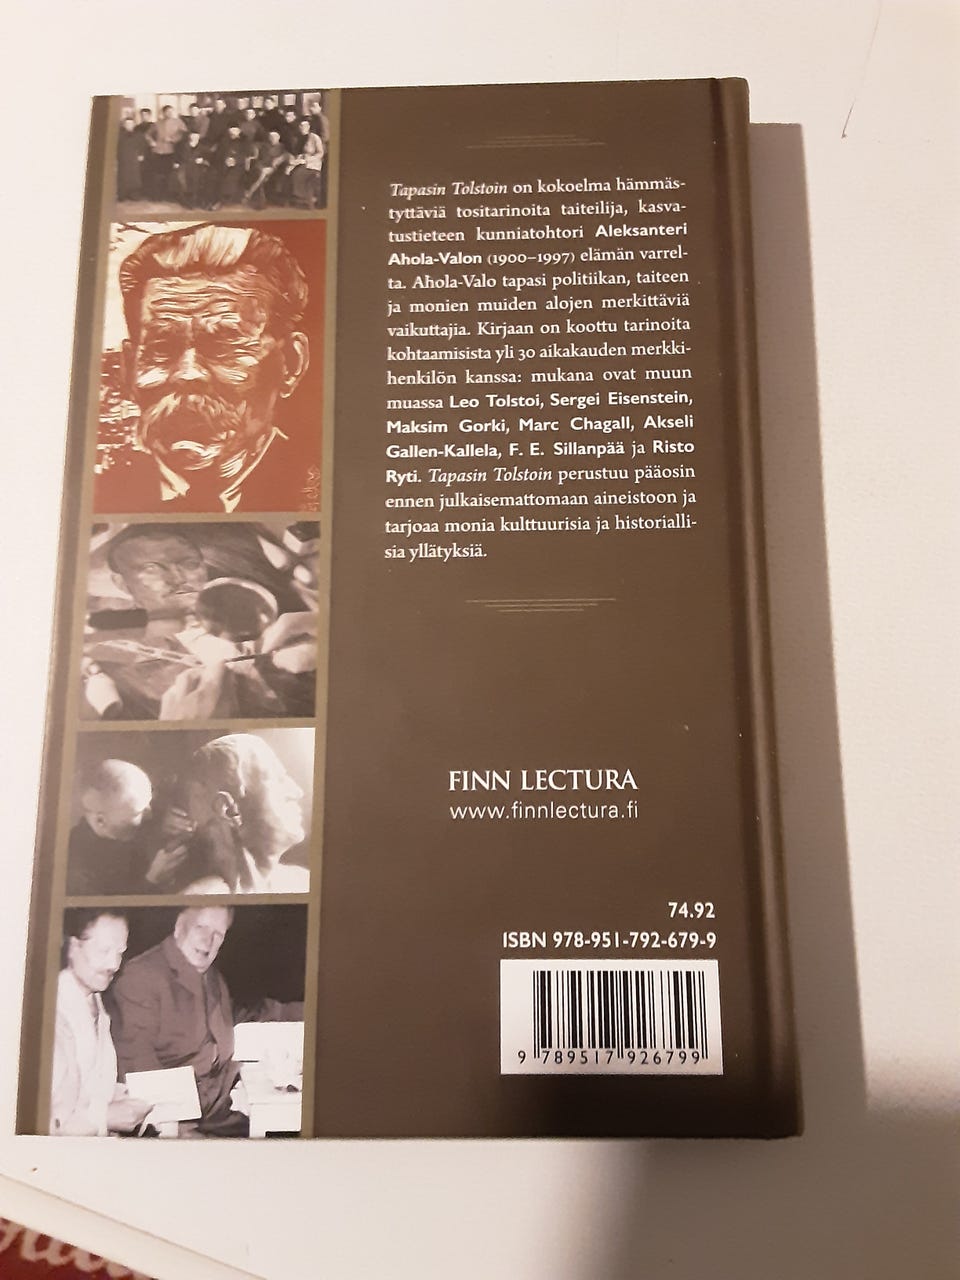 Tapasin Tolstoin on kokoelma hämmäs-
tyttäviä tositarinoita taiteilija, kasva-
tustieteen kunniatohtori Aleksanteri
Ahola-Valon (1900–1997) elämän varrel-
ta. Ahola-Valo tapasi politiikan, taiteen
ja monien muiden alojen merkittäviä
vaikuttajia. Kirjaan on koottu tarinoita
kohtaamisista yli 30 aikakauden merkki-
henkilön kanssa: mukana ovat muun
muassa Leo Tolstoi, Sergei Eisenstein,
Maksim Gorki, Marc Chagall, Akseli
Gallen-Kallela, F. E. Sillanpää ja Risto
Ryti. Tapasin Tolstoin perustuu pääosin
ennen julkaisemattomaan aineistoon ja
tarjoaa monia kulttuurisia ja historialli-
sia yllätyksiä.
FINN LECTURA
www.finnlectura.fi
74.92
ISBN 978-951-792-679-9
9 789517 926799